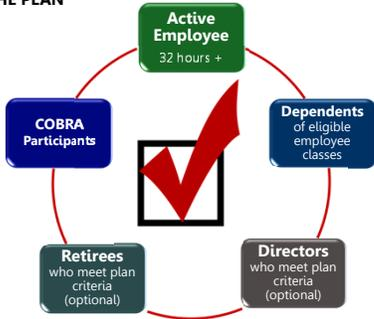 HE PLAN
Active
Employee
32 hours +
COBRA
Participants
Dependents
of eligible
employee
classes
Retirees
who meet plan
criteria
(optional)
Directors
who meet plan
criteria
(optional)